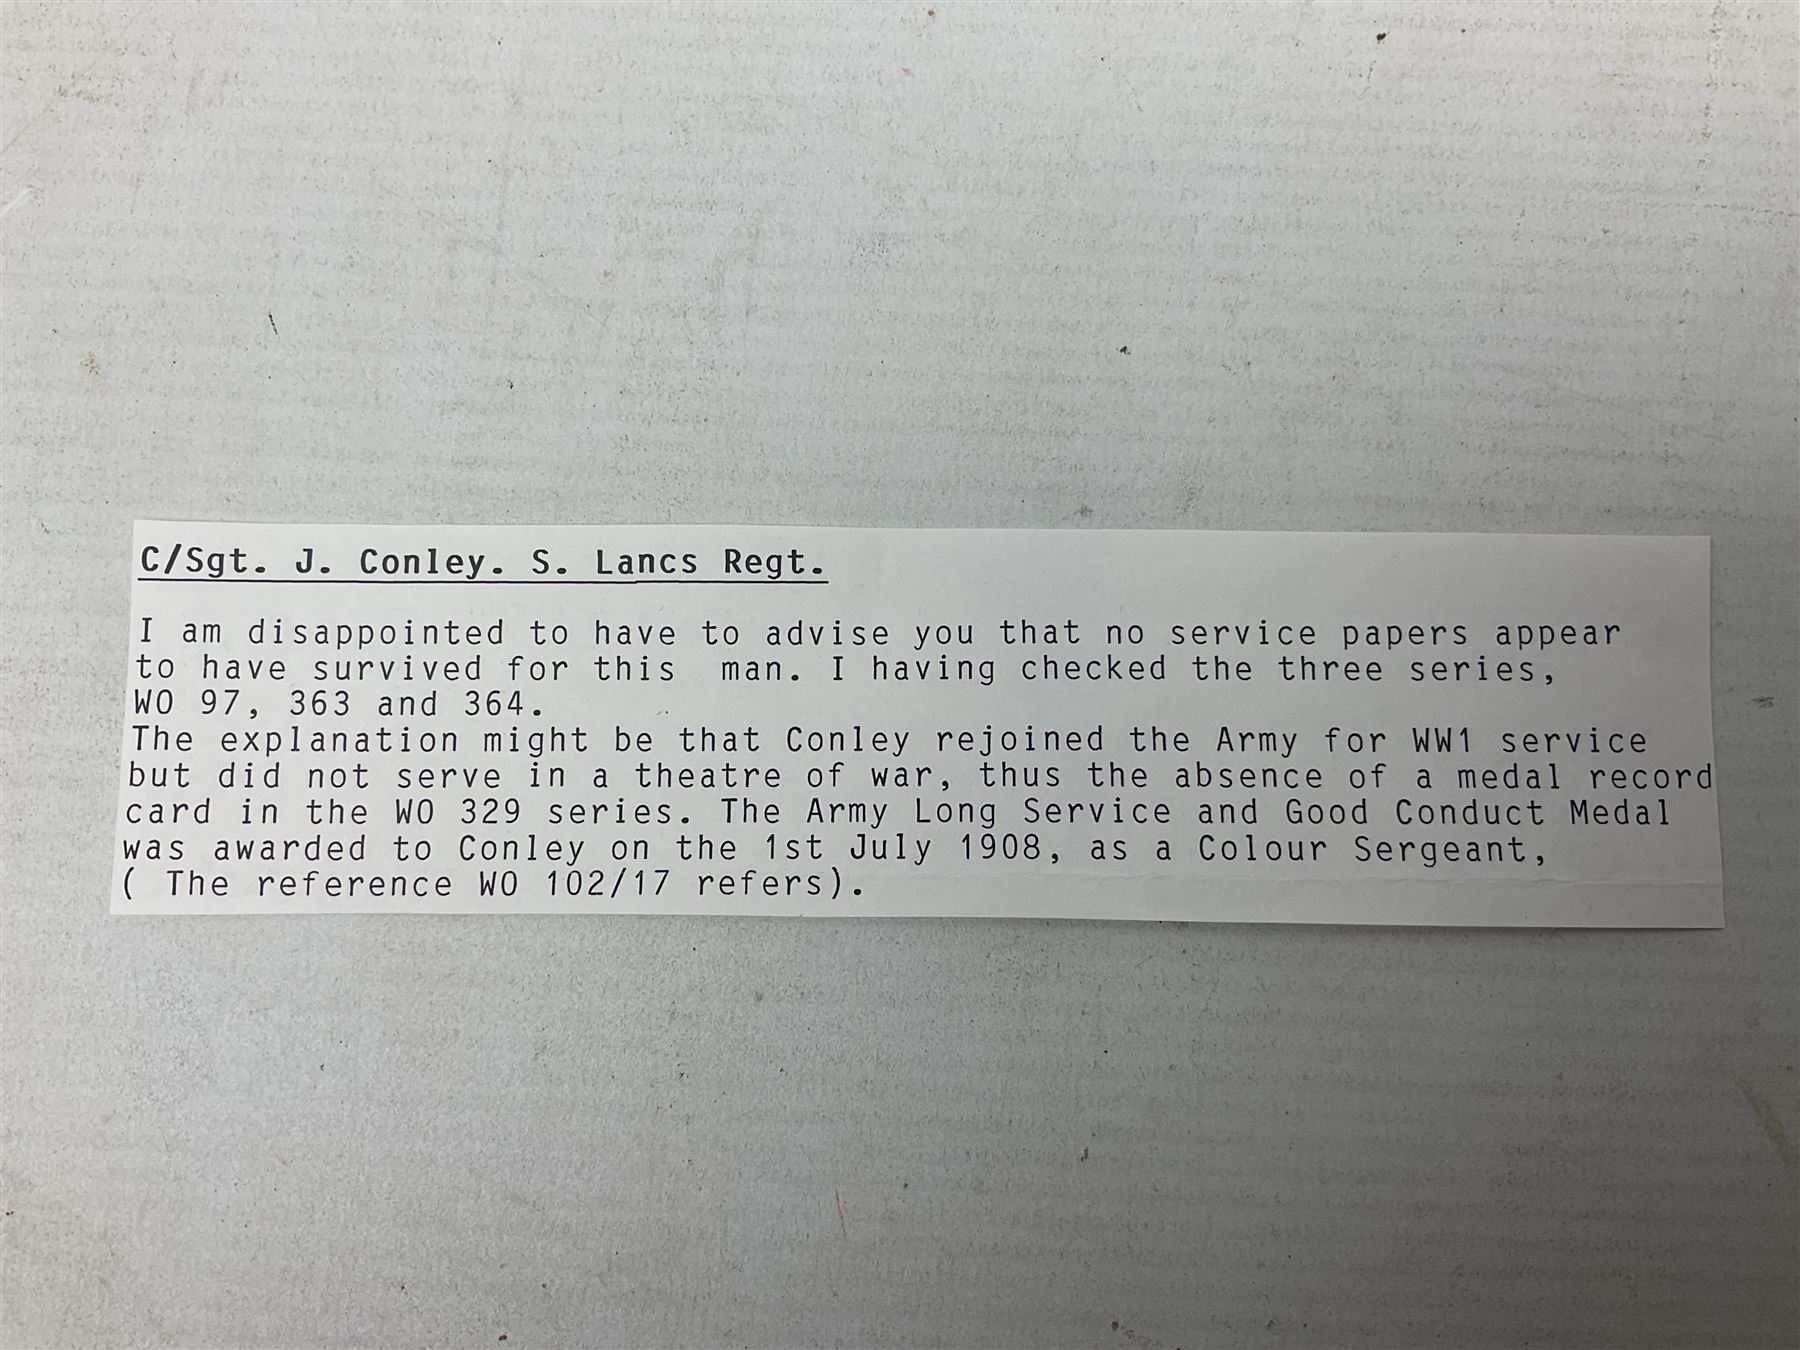 C/Sgt. J. Conley. S. Lancs Regt.
I am disappointed to have to advise you that no service papers appear
to have survived for this man. I having checked the three series,
WO 97, 363 and 364.
The explanation might be that Conley rejoined the Army for WW1 service
but did not serve in a theatre of war, thus the absence of a medal record
card in the WO 329 series. The Army Long Service and Good Conduct Medal
was awarded to Conley on the 1st July 1908, as a Colour Sergeant,
( The reference WO 102/17 refers).